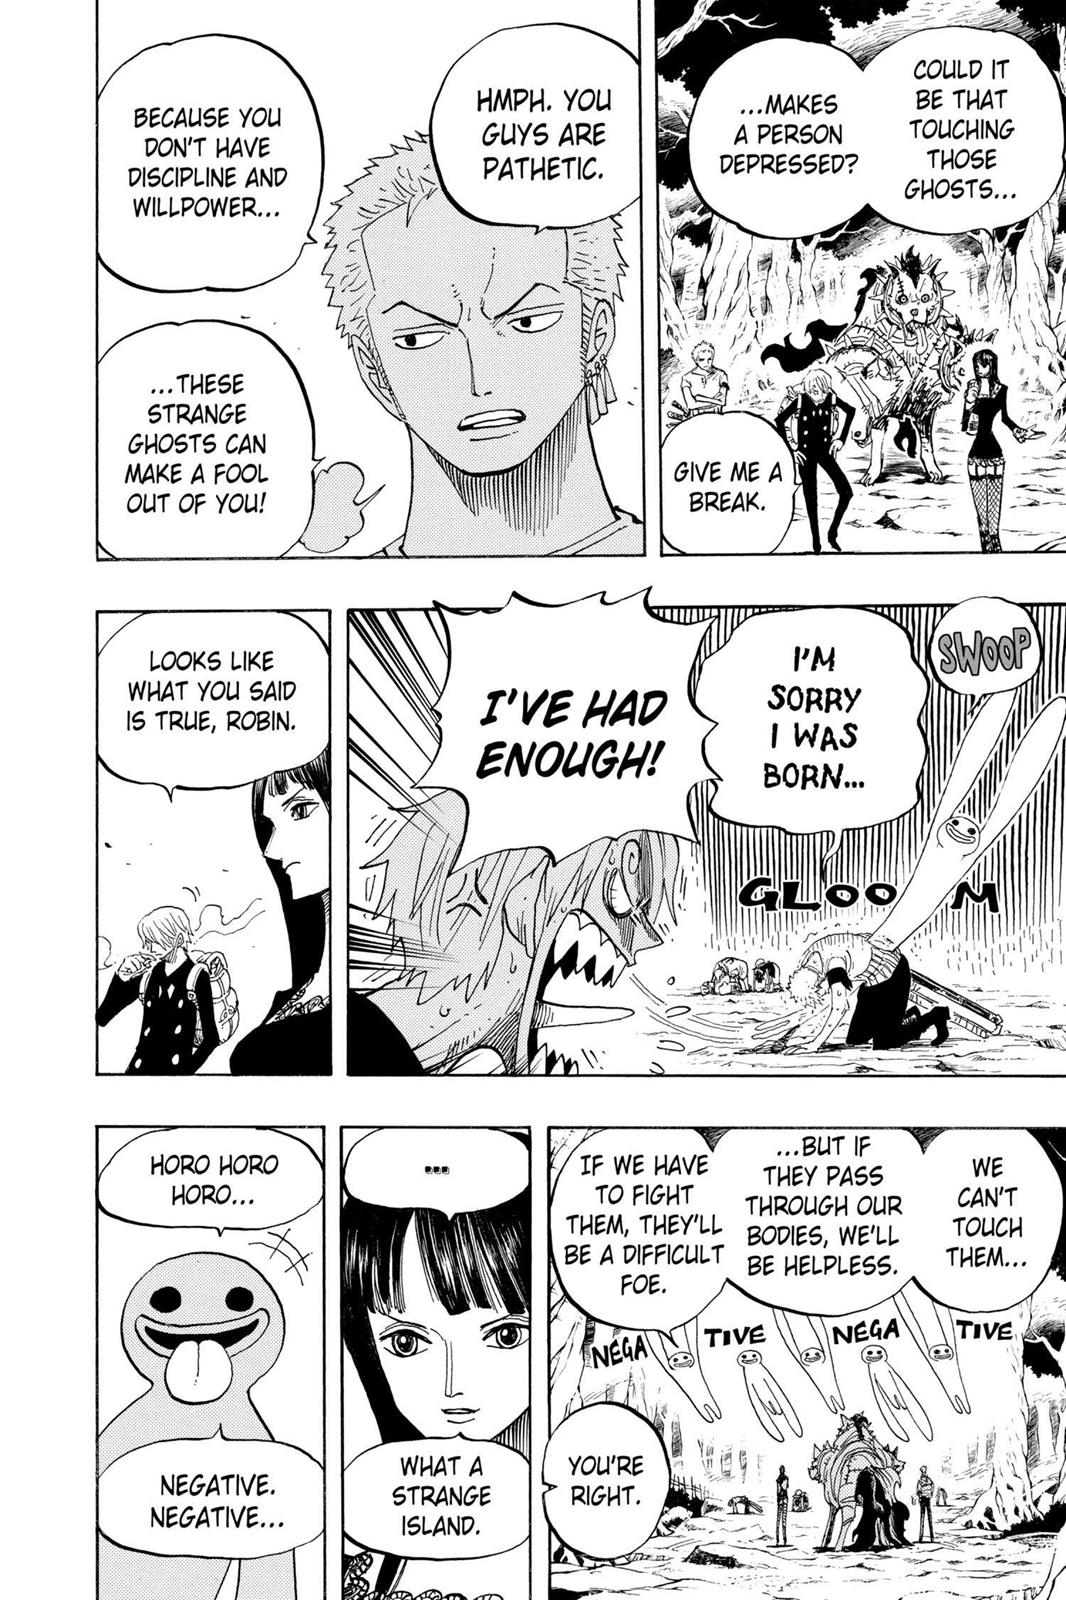 COULD IT
BE THAT
TOUCHING
THOSE
GHOSTS...
...MAKES
A PERSON
DEPRESSED?
GIVE ME A
BREAK.
HMPH. YOU
GUYS ARE
PATHETIC.
BECAUSE YOU
DON'T HAVE
DISCIPLINE AND
WILLPOWER...
...THESE
STRANGE
GHOSTS CAN
MAKE A FOOL
OUT OF YOU!
SWOOP
I'M
SORRY
I WAS
BORN...
GLOOM
I'VE HAD
ENOUGH!
LOOKS LIKE
WHAT YOU SAID
IS TRUE, ROBIN.
WE
CAN'T
TOUCH
THEM...
...BUT IF
THEY PASS
THROUGH OUR
BODIES, WE'LL
BE HELPLESS.
IF WE HAVE
TO FIGHT
THEM, THEY'LL
BE A DIFFICULT
FOE.
NEGA TIVE NEGA TIVE
YOU'RE
RIGHT.
...
WHAT A
STRANGE
ISLAND.
HORO HORO
HORO...
NEGATIVE.
NEGATIVE...